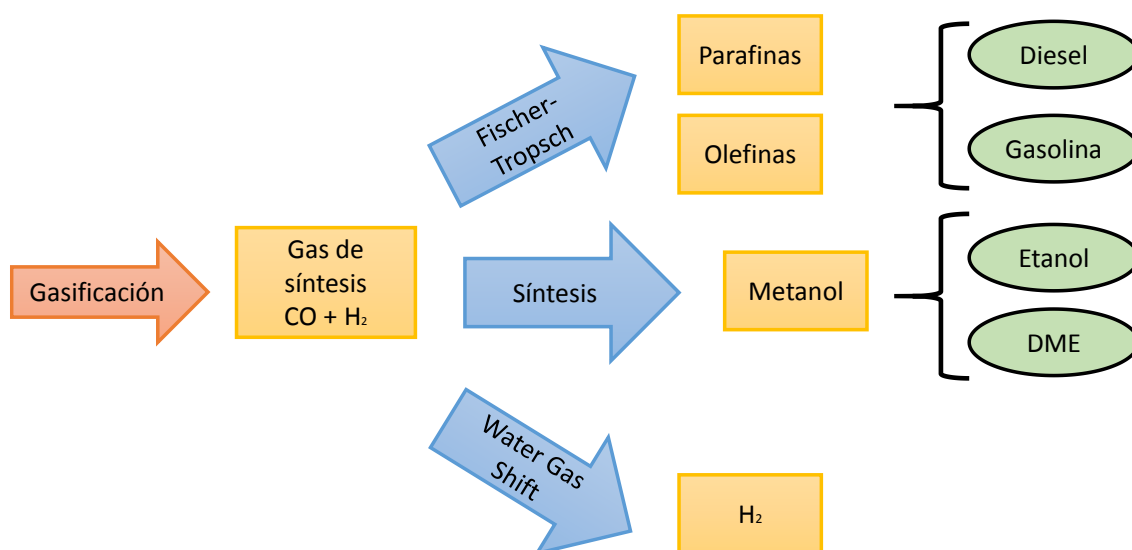 Gasificación
Gas de
síntesis
CO + H₂
Fischer-
Tropsch
Parafinas
Olefinas
Diesel
Gasolina
Síntesis
Metanol
Etanol
DME
Water Gas
Shift
H₂